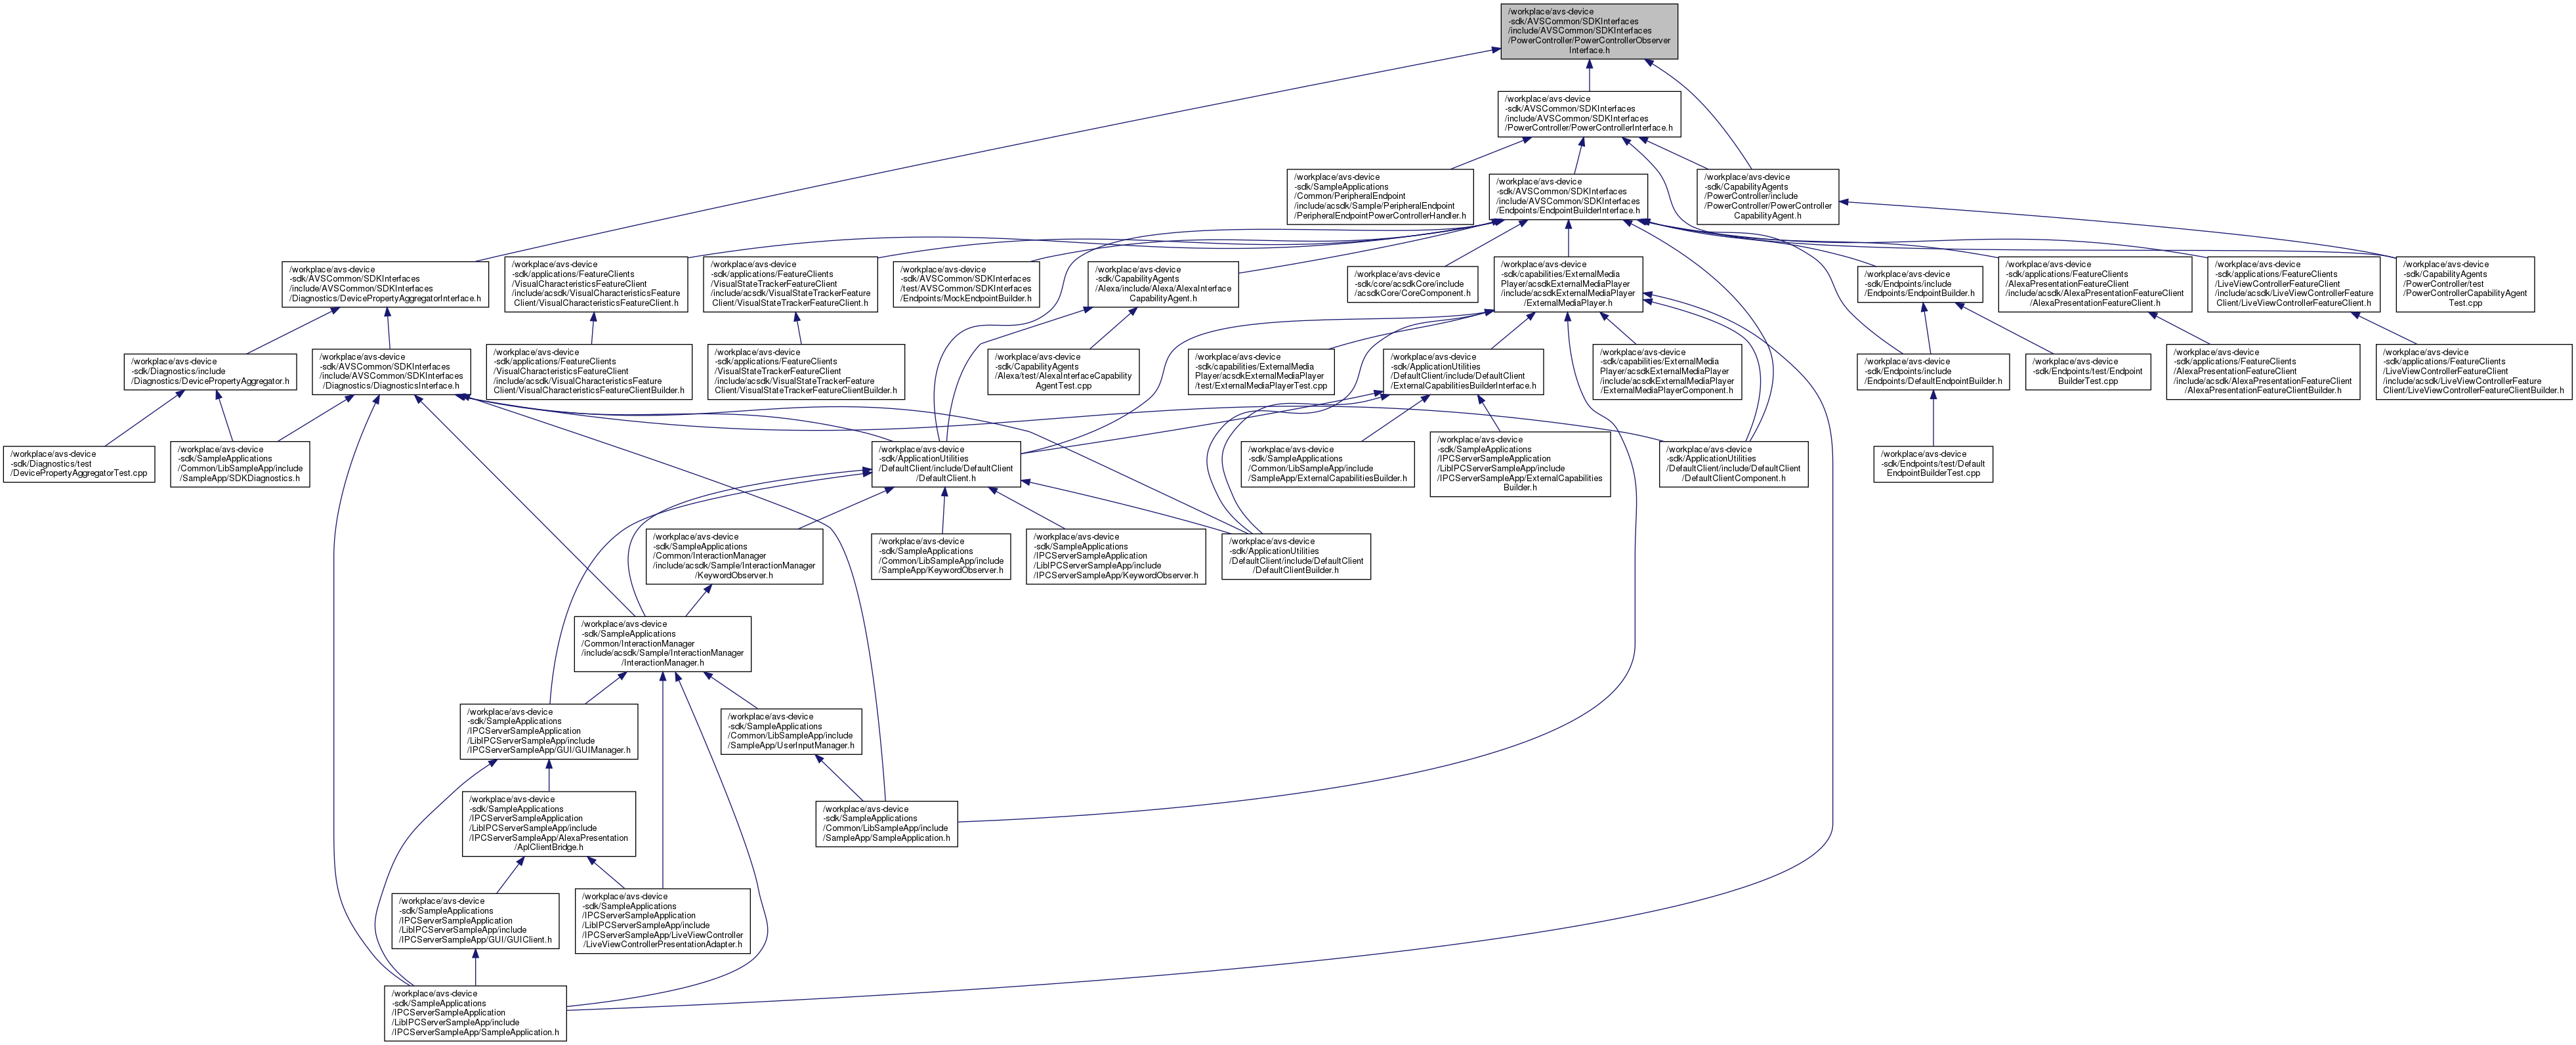 /workplace/avs-device
-sdk/AVSCommon/SDKInterfaces
/include/AVSCommon/SDKInterfaces
/PowerController/PowerControllerObserver
Interface.h
/workplace/avs-device
-sdk/AVSCommon/SDKInterfaces
/include/AVSCommon/SDKInterfaces
/PowerController/PowerControllerInterface.h
/workplace/avs-device
-sdk/SampleApplications
/Common/PeripheralEndpoint
/include/acsdk/Sample/PeripheralEndpoint
/PeripheralEndpointPowerControllerHandler.h
/workplace/avs-device
-sdk/AVSCommon/SDKInterfaces
/include/AVSCommon/SDKInterfaces
/Endpoints/EndpointBuilderInterface.h
/workplace/avs-device
-sdk/CapabilityAgents
/PowerController/include
/PowerController/PowerController
CapabilityAgent.h
/workplace/avs-device
-sdk/AVSCommon/SDKInterfaces
/include/AVSCommon/SDKInterfaces
/Diagnostics/DevicePropertyAggregatorInterface.h
/workplace/avs-device
-sdk/applications/FeatureClients
/VisualCharacteristicsFeatureClient
/include/acsdk/VisualCharacteristicsFeature
Client/VisualCharacteristicsFeatureClient.h
/workplace/avs-device
-sdk/applications/FeatureClients
/VisualStateTrackerFeatureClient
/include/acsdk/VisualStateTrackerFeature
Client/VisualStateTrackerFeatureClient.h
/workplace/avs-device
-sdk/AVSCommon/SDKInterfaces
/test/AVSCommon/SDKInterfaces
/Endpoints/MockEndpointBuilder.h
/workplace/avs-device
-sdk/CapabilityAgents
/Alexa/include/Alexa/AlexaInterface
CapabilityAgent.h
/workplace/avs-device
-sdk/core/acsdkCore/include
/acsdkCore/CoreComponent.h
/workplace/avs-device
-sdk/capabilities/ExternalMedia
Player/acsdkExternalMediaPlayer
/include/acsdkExternalMediaPlayer
/ExternalMediaPlayer.h
/workplace/avs-device
-sdk/Endpoints/include
/Endpoints/EndpointBuilder.h
/workplace/avs-device
-sdk/applications/FeatureClients
/AlexaPresentationFeatureClient
/include/acsdk/AlexaPresentationFeatureClient
/AlexaPresentationFeatureClient.h
/workplace/avs-device
-sdk/applications/FeatureClients
/LiveViewControllerFeatureClient
/include/acsdk/LiveViewControllerFeature
Client/LiveViewControllerFeatureClient.h
/workplace/avs-device
-sdk/CapabilityAgents
/PowerController/test
/PowerControllerCapabilityAgent
Test.cpp
/workplace/avs-device
-sdk/Diagnostics/include
/Diagnostics/DevicePropertyAggregator.h
/workplace/avs-device
-sdk/AVSCommon/SDKInterfaces
/include/AVSCommon/SDKInterfaces
/Diagnostics/DiagnosticsInterface.h
/workplace/avs-device
-sdk/applications/FeatureClients
/VisualCharacteristicsFeatureClient
/include/acsdk/VisualCharacteristicsFeature
Client/VisualCharacteristicsFeatureClientBuilder.h
/workplace/avs-device
-sdk/applications/FeatureClients
/VisualStateTrackerFeatureClient
/include/acsdk/VisualStateTrackerFeature
Client/VisualStateTrackerFeatureClientBuilder.h
/workplace/avs-device
-sdk/CapabilityAgents
/Alexa/test/AlexaInterfaceCapability
AgentTest.cpp
/workplace/avs-device
-sdk/capabilities/ExternalMedia
Player/acsdkExternalMediaPlayer
/test/ExternalMediaPlayerTest.cpp
/workplace/avs-device
-sdk/ApplicationUtilities
/DefaultClient/include/DefaultClient
/ExternalCapabilitiesBuilderInterface.h
/workplace/avs-device
-sdk/capabilities/ExternalMedia
Player/acsdkExternalMediaPlayer
/include/acsdkExternalMediaPlayer
/ExternalMediaPlayerComponent.h
/workplace/avs-device
-sdk/Endpoints/include
/Endpoints/DefaultEndpointBuilder.h
/workplace/avs-device
-sdk/Endpoints/test/Endpoint
BuilderTest.cpp
/workplace/avs-device
-sdk/applications/FeatureClients
/AlexaPresentationFeatureClient
/include/acsdk/AlexaPresentationFeatureClient
/AlexaPresentationFeatureClientBuilder.h
/workplace/avs-device
-sdk/applications/FeatureClients
/LiveViewControllerFeatureClient
/include/acsdk/LiveViewControllerFeature
Client/LiveViewControllerFeatureClientBuilder.h
/workplace/avs-device
-sdk/Diagnostics/test
/DevicePropertyAggregatorTest.cpp
/workplace/avs-device
-sdk/SampleApplications
/Common/LibSampleApp/include
/SampleApp/SDKDiagnostics.h
/workplace/avs-device
-sdk/ApplicationUtilities
/DefaultClient/include/DefaultClient
/DefaultClient.h
/workplace/avs-device
-sdk/SampleApplications
/Common/LibSampleApp/include
/SampleApp/ExternalCapabilitiesBuilder.h
/workplace/avs-device
-sdk/SampleApplications
/IPCServerSampleApplication
/LibIPCServerSampleApp/include
/IPCServerSampleApp/ExternalCapabilities
Builder.h
/workplace/avs-device
-sdk/ApplicationUtilities
/DefaultClient/include/DefaultClient
/DefaultClientComponent.h
/workplace/avs-device
-sdk/Endpoints/test/Default
EndpointBuilderTest.cpp
/workplace/avs-device
-sdk/SampleApplications
/Common/InteractionManager
/include/acsdk/Sample/InteractionManager
/KeywordObserver.h
/workplace/avs-device
-sdk/SampleApplications
/Common/LibSampleApp/include
/SampleApp/KeywordObserver.h
/workplace/avs-device
-sdk/SampleApplications
/IPCServerSampleApplication
/LibIPCServerSampleApp/include
/IPCServerSampleApp/KeywordObserver.h
/workplace/avs-device
-sdk/ApplicationUtilities
/DefaultClient/include/DefaultClient
/DefaultClientBuilder.h
/workplace/avs-device
-sdk/SampleApplications
/Common/InteractionManager
/include/acsdk/Sample/InteractionManager
/InteractionManager.h
/workplace/avs-device
-sdk/SampleApplications
/IPCServerSampleApplication
/LibIPCServerSampleApp/include
/IPCServerSampleApp/GUI/GUIManager.h
/workplace/avs-device
-sdk/SampleApplications
/Common/LibSampleApp/include
/SampleApp/UserInputManager.h
/workplace/avs-device
-sdk/SampleApplications
/IPCServerSampleApplication
/LibIPCServerSampleApp/include
/IPCServerSampleApp/AlexaPresentation
/AplClientBridge.h
/workplace/avs-device
-sdk/SampleApplications
/Common/LibSampleApp/include
/SampleApp/SampleApplication.h
/workplace/avs-device
-sdk/SampleApplications
/IPCServerSampleApplication
/LibIPCServerSampleApp/include
/IPCServerSampleApp/GUI/GUIClient.h
/workplace/avs-device
-sdk/SampleApplications
/IPCServerSampleApplication
/LibIPCServerSampleApp/include
/IPCServerSampleApp/LiveViewController
/LiveViewControllerPresentationAdapter.h
/workplace/avs-device
-sdk/SampleApplications
/IPCServerSampleApplication
/LibIPCServerSampleApp/include
/IPCServerSampleApp/SampleApplication.h